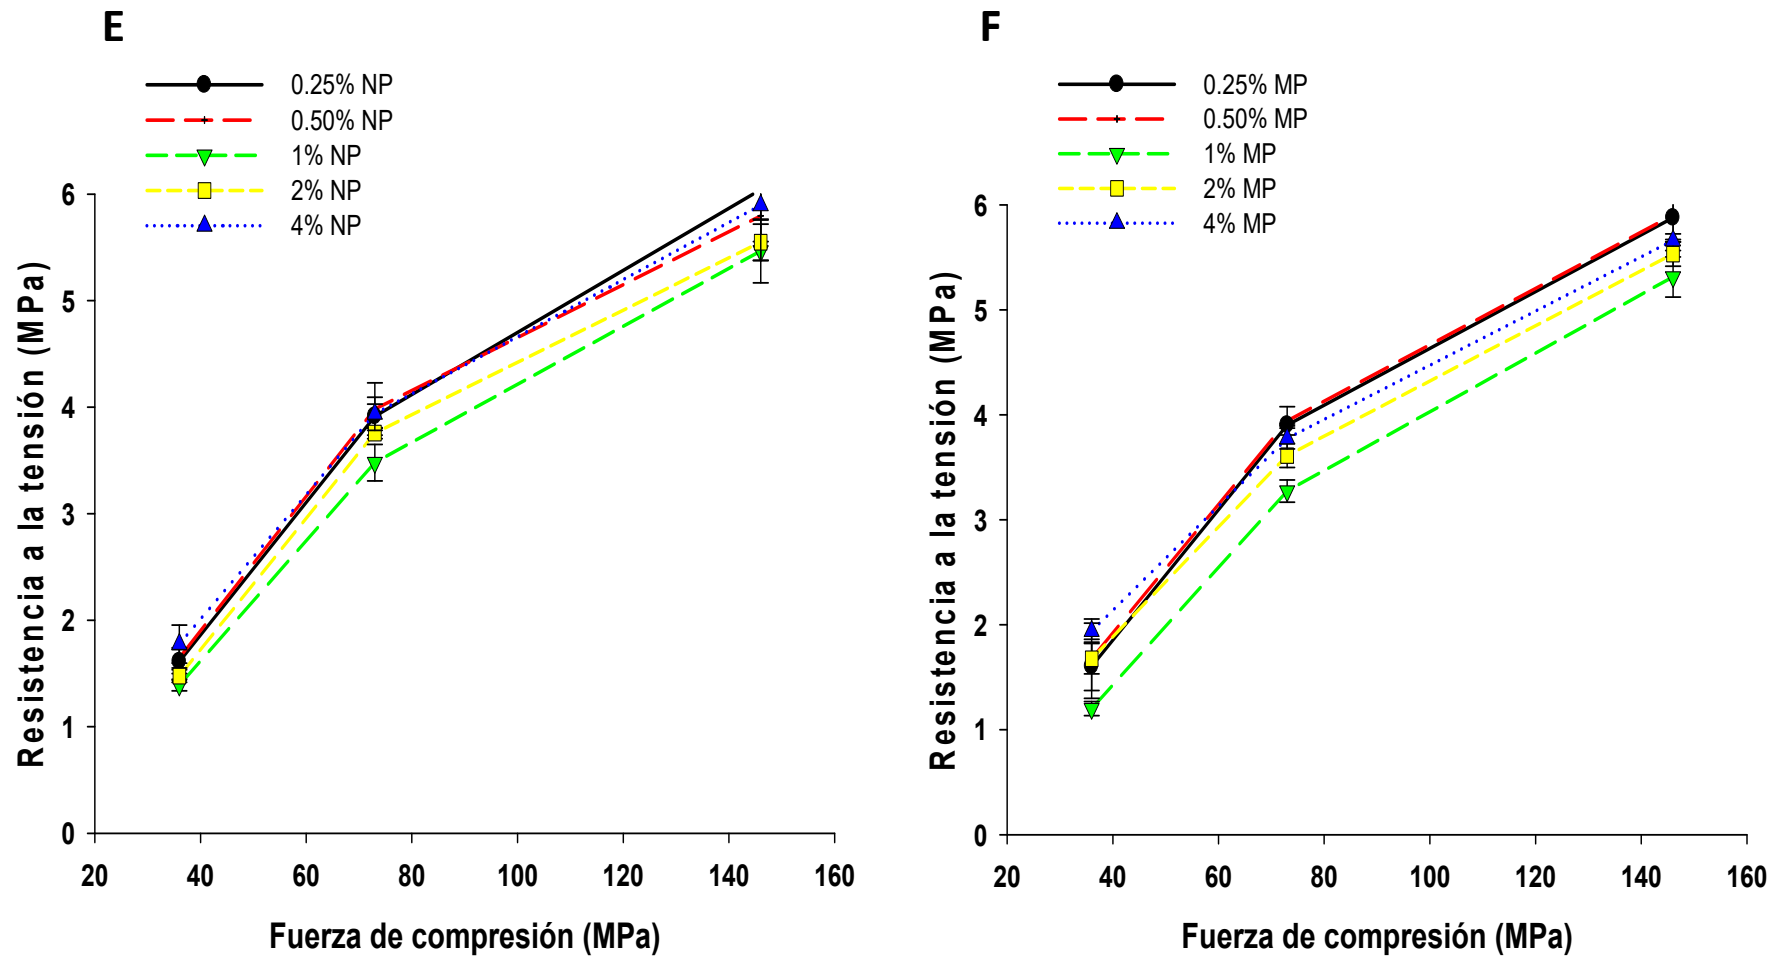 E
0.25% NP
0.50% NP
1% NP
2% NP
4% NP
6
5
4
3
2
1
0
Resistencia a la tensión (MPa)
20 40 60 80 100 120 140 160
Fuerza de compresión (MPa)
F
0.25% MP
0.50% MP
1% MP
2% MP
4% MP
6
5
4
3
2
1
0
Resistencia a la tensión (MPa)
20 40 60 80 100 120 140 160
Fuerza de compresión (MPa)